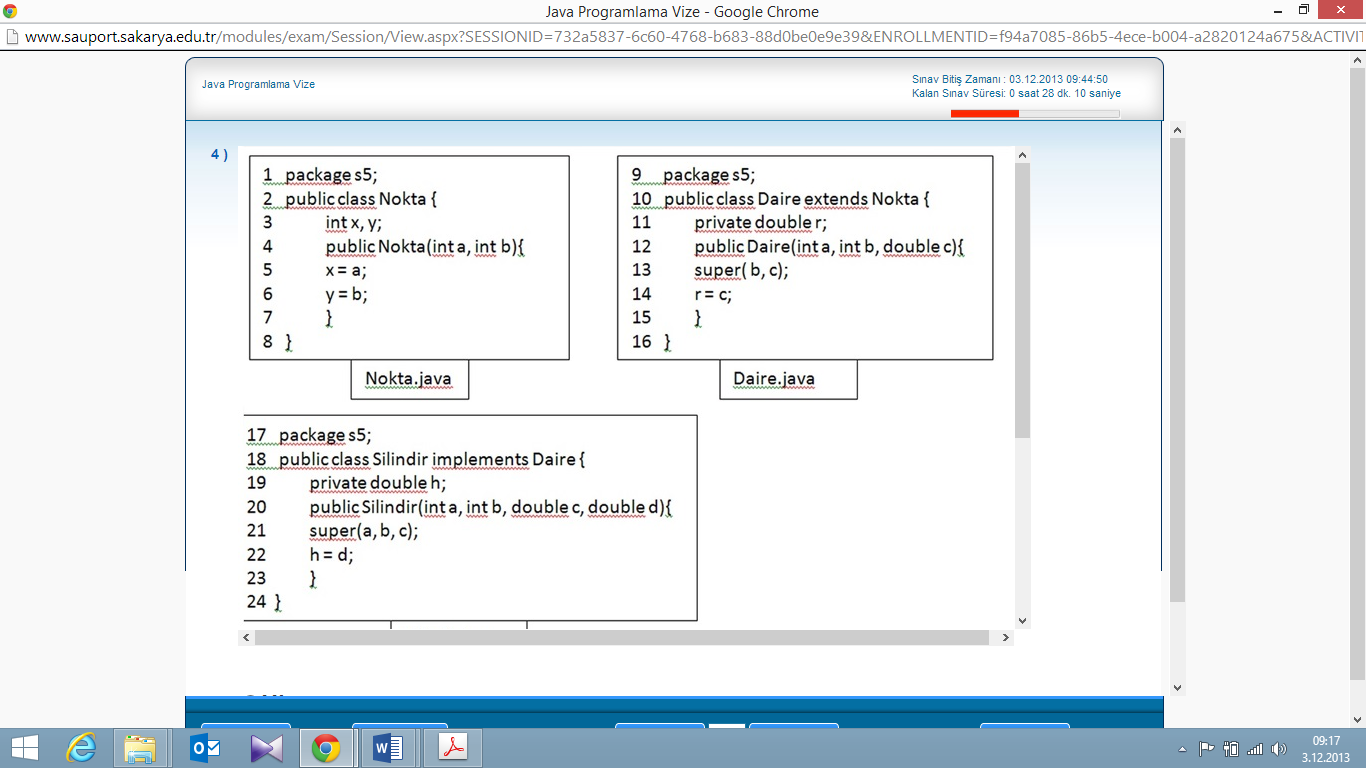 Java Programlama Vize - Google Chrome
www.sauport.sakarya.edu.tr/modules/exam/Session/View.aspx?SESSIONID=732a5837-6c60-4768-b683-88d0be0e9e39&ENROLLMENTID=f94a7085-86b5-4ece-b004-a2820124a675&ACTIVIT
Java Programlama Vize
Sınav Bitiş Zamanı : 03.12.2013 09:44:50
Kalan Sınav Süresi: 0 saat 28 dk. 10 saniye
4 )
1 package s5;
2 public class Nokta {
3 int x, y;
4 public Nokta(int a, int b){
5 x = a;
6 y = b;
7 }
8 }
Nokta.java
9 package s5;
10 public class Daire extends Nokta {
11 private double r;
12 public Daire(int a, int b, double c){
13 super( b, c);
14 r = c;
15 }
16 }
Daire.java
17 package s5;
18 public class Silindir implements Daire {
19 private double h;
20 public Silindir(int a, int b, double c, double d){
21 super(a, b, c);
22 h = d;
23 }
24 }
09:17
3.12.2013